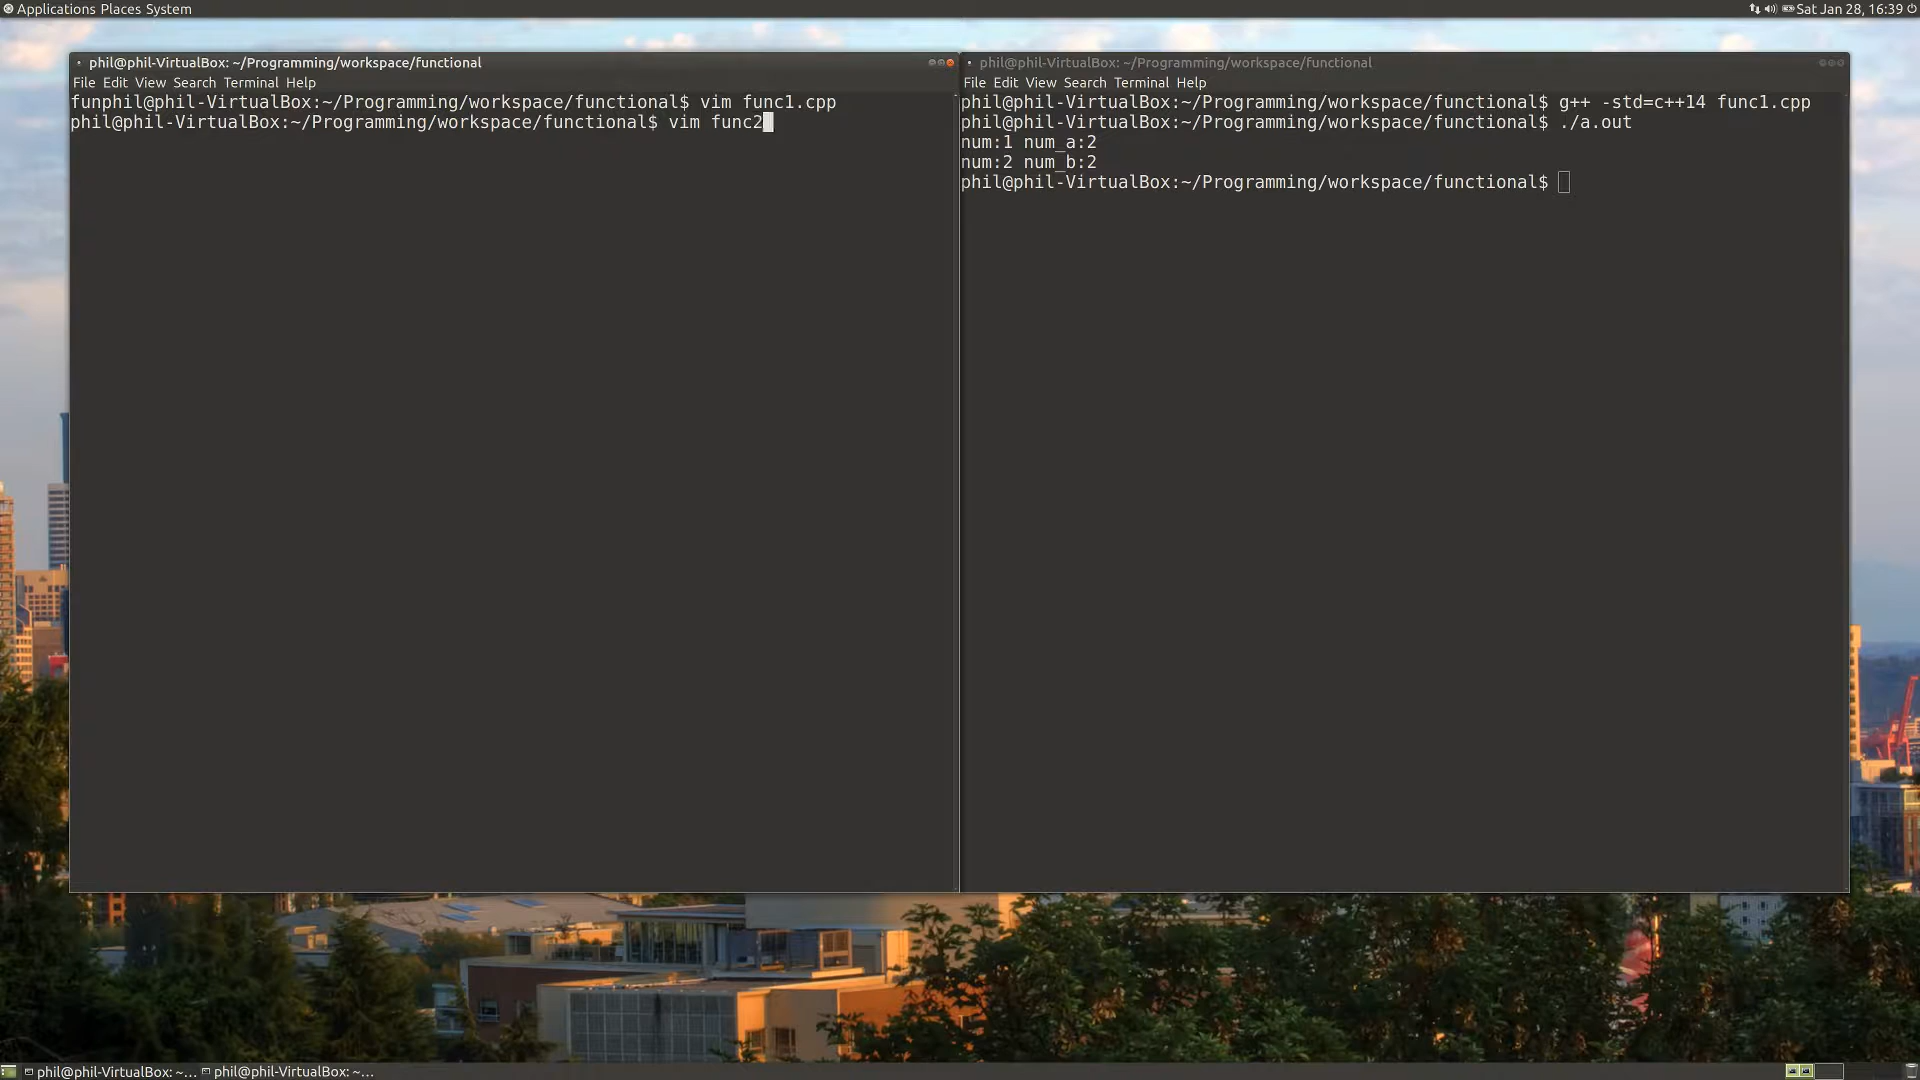 Applications Places System
Sat Jan 28, 16:39
phil@phil-VirtualBox: ~/Programming/workspace/functional
File Edit View Search Terminal Help
funphil@phil-VirtualBox:~/Programming/workspace/functional$ vim func1.cpp
phil@phil-VirtualBox:~/Programming/workspace/functional$ vim func2
phil@phil-VirtualBox: ~/Programming/workspace/functional
File Edit View Search Terminal Help
phil@phil-VirtualBox:~/Programming/workspace/functional$ g++ -std=c++14 func1.cpp
phil@phil-VirtualBox:~/Programming/workspace/functional$ ./a.out
num:1 num_a:2
num:2 num_b:2
phil@phil-VirtualBox:~/Programming/workspace/functional$
phil@phil-VirtualBox: ~...
phil@phil-VirtualBox: ~...